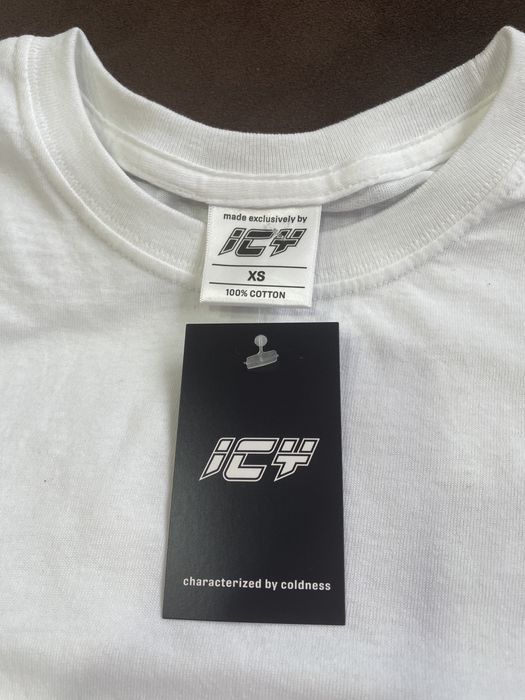 made exclusively by
ICY
XS
100% COTTON
ICY
characterized by coldness